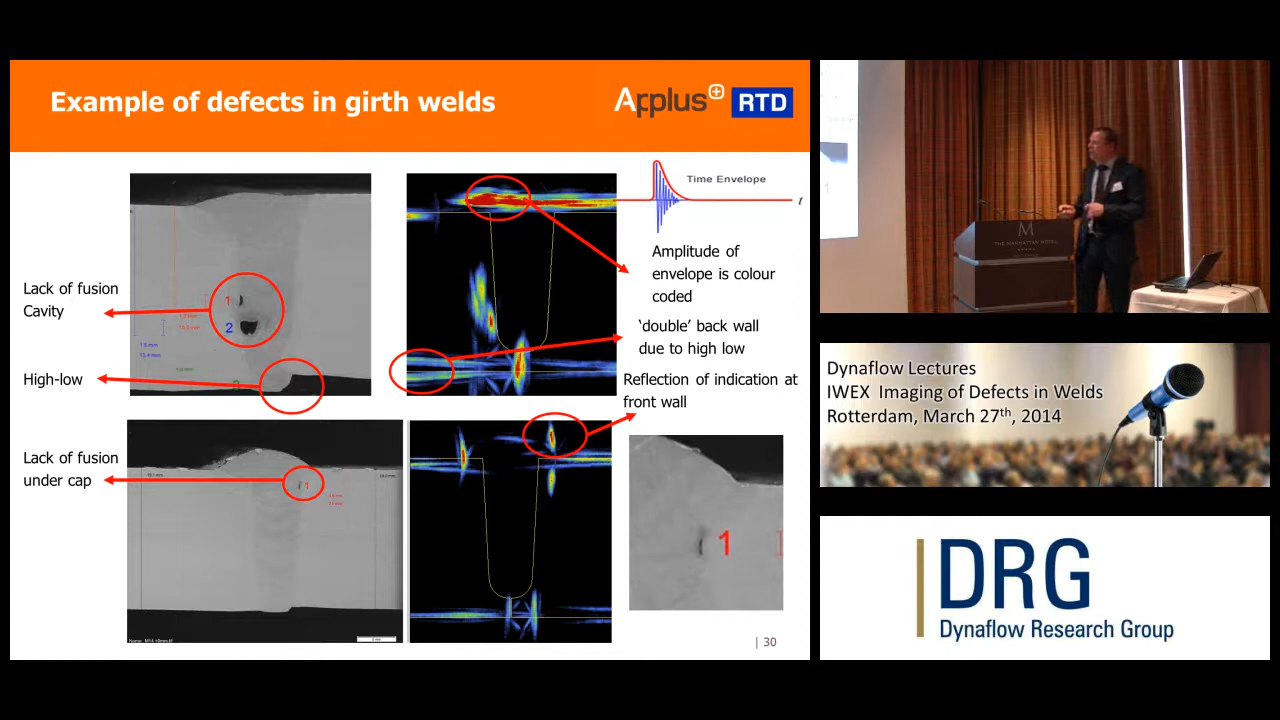 Example of defects in girth welds
Applus+
RTD
Time Envelope
t
Lack of fusion
Cavity
1
2
High-low
Amplitude of
envelope is colour
coded
‘double’ back wall
due to high low
Reflection of indication at
front wall
Lack of fusion
under cap
1
1
| 30
M
THE MANHATTAN HOTEL
Dynaflow Lectures
IWEX Imaging of Defects in Welds
Rotterdam, March 27th, 2014
DRG
Dynaflow Research Group